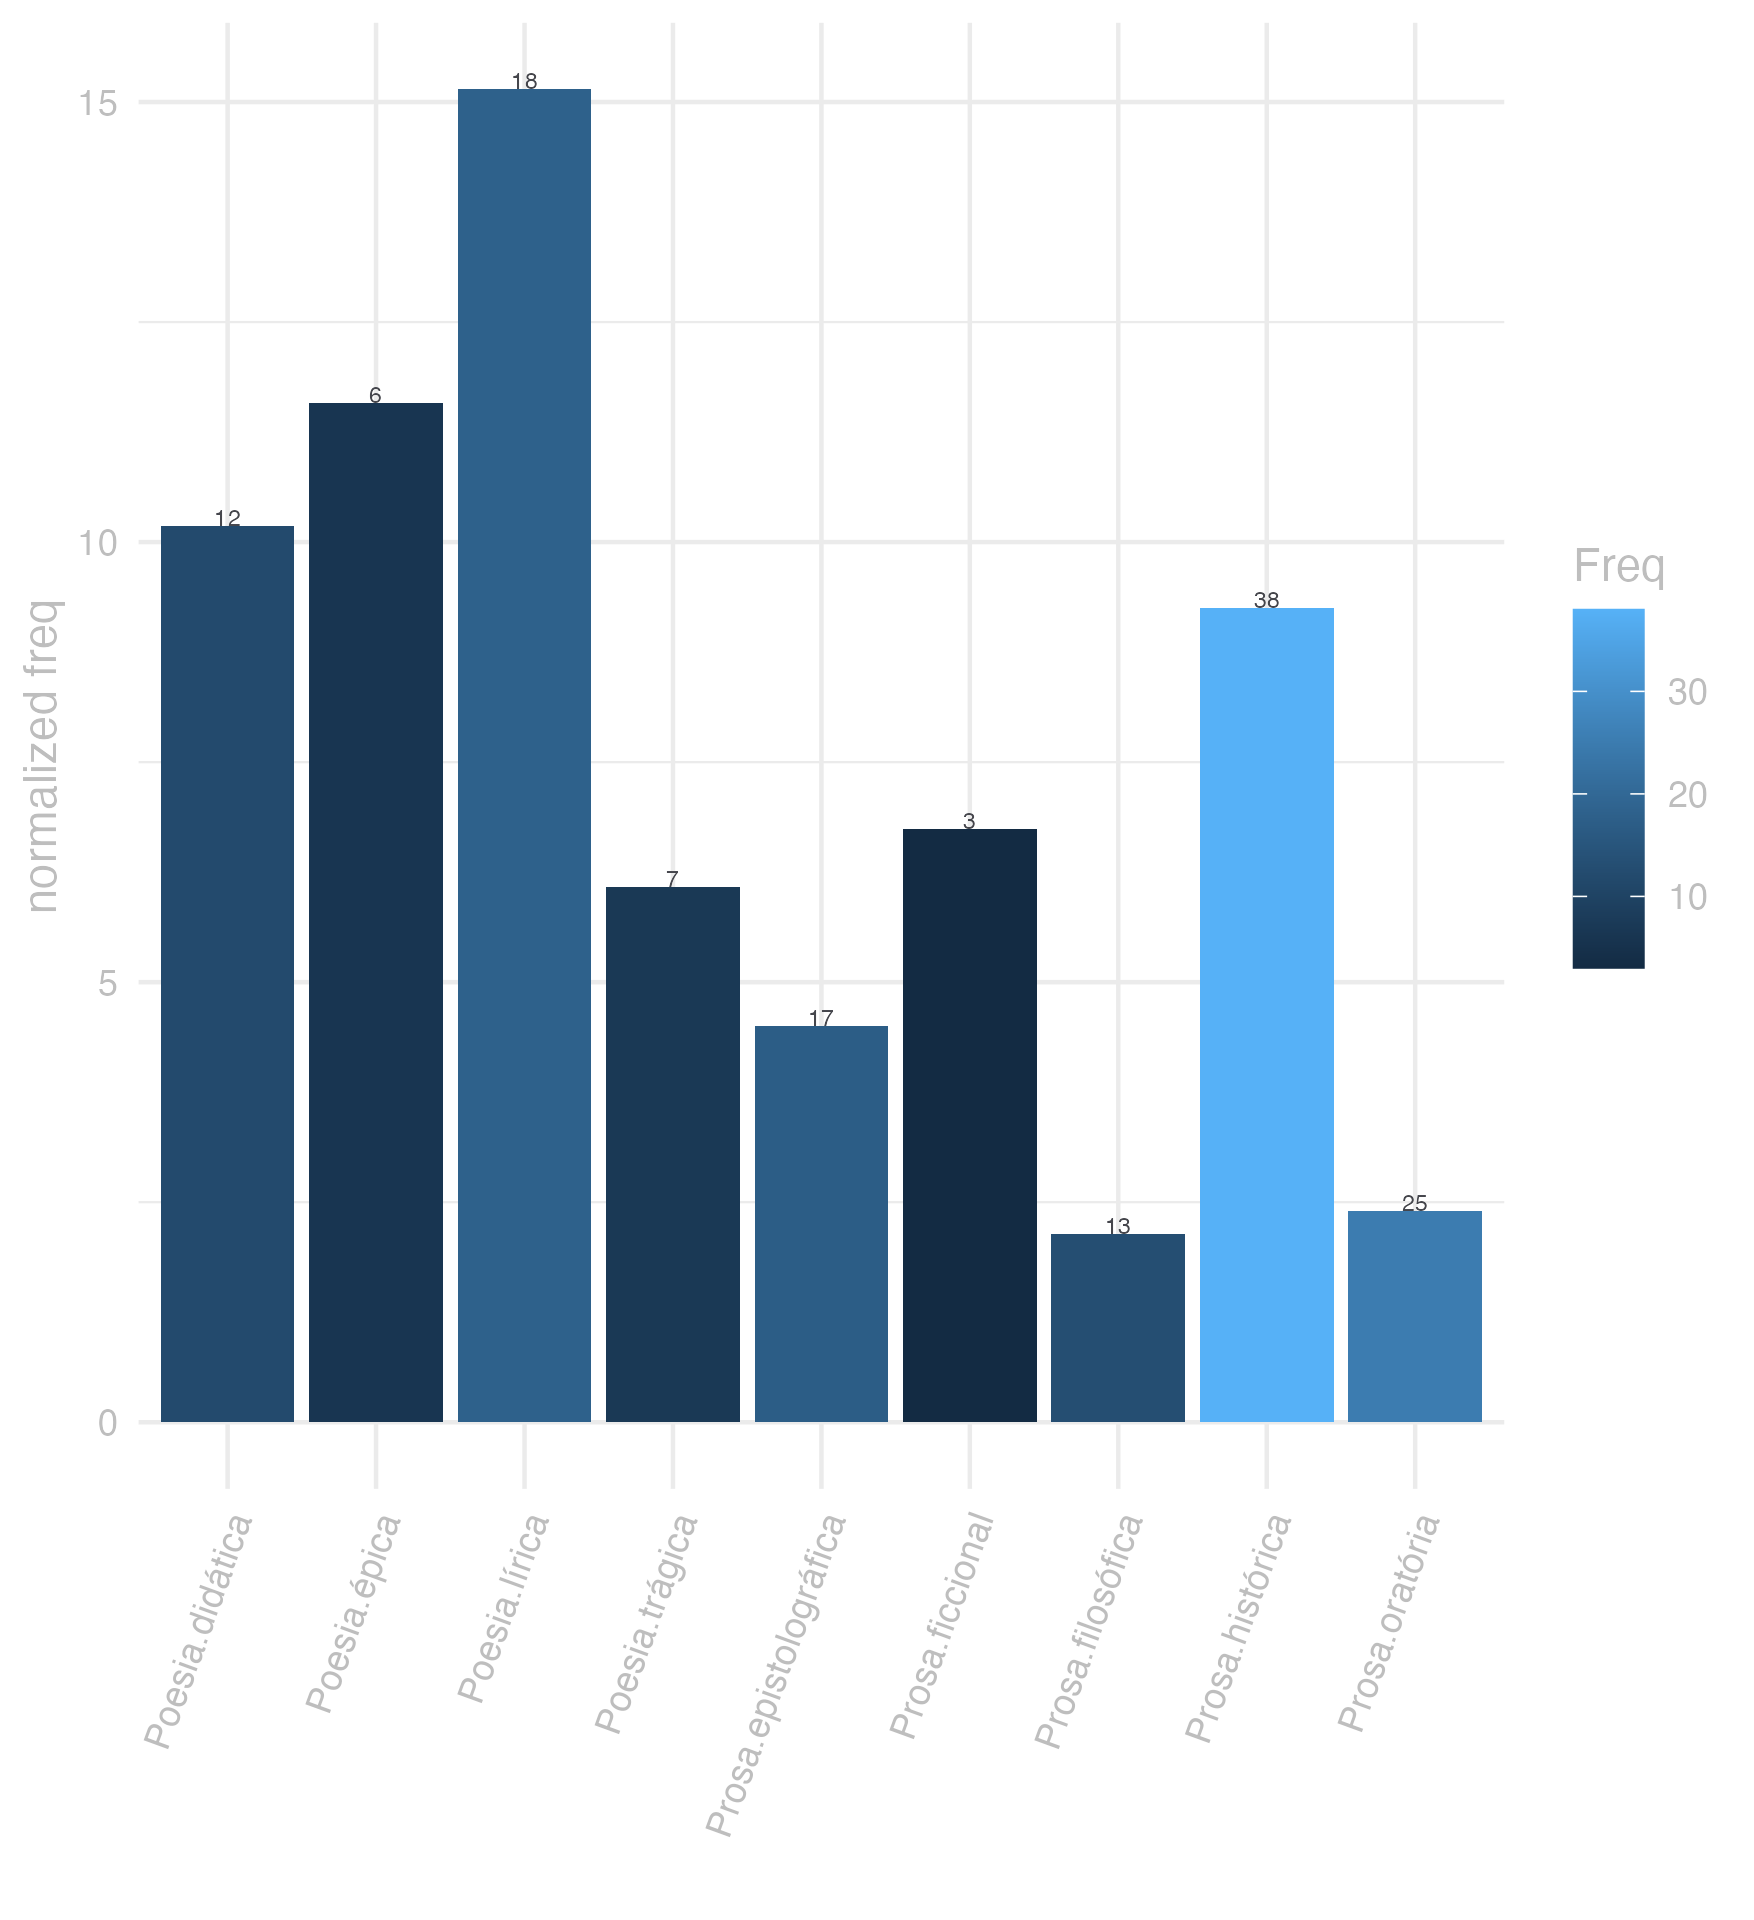 normalized freq
15
10
5
0
18
6
12
7
17
3
13
38
25
Poesia.didática
Poesia.épica
Poesia.lírica
Poesia.trágica
Prosa.epistolográfica
Prosa.ficcional
Prosa.filosófica
Prosa.histórica
Prosa.oratória
Freq
30
20
10